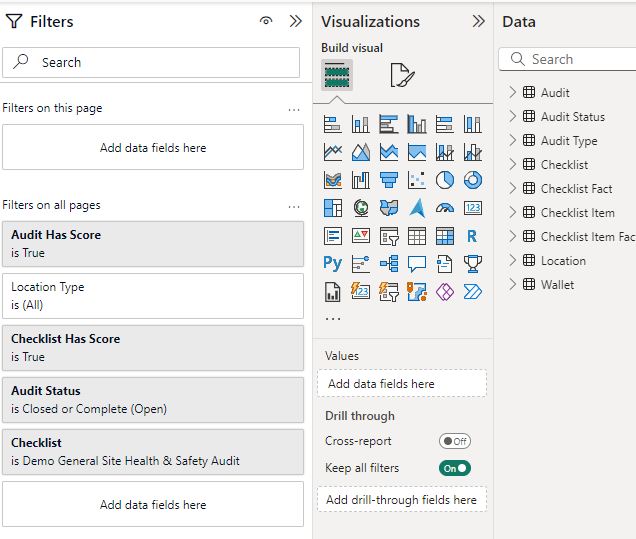 Filters
Search
Filters on this page
...
Add data fields here
Filters on all pages
...
Audit Has Score
is True
Location Type
is (All)
Checklist Has Score
is True
Audit Status
is Closed or Complete (Open)
Checklist
is Demo General Site Health & Safety Audit
Add data fields here
Visualizations
Build visual
123
R
Py
123
...
Values
Add data fields here
Drill through
Cross-report
Off
Keep all filters
On
Add drill-through fields here
Data
Search
Audit
Audit Status
Audit Type
Checklist
Checklist Fact
Checklist Item
Checklist Item Fac
Location
Wallet